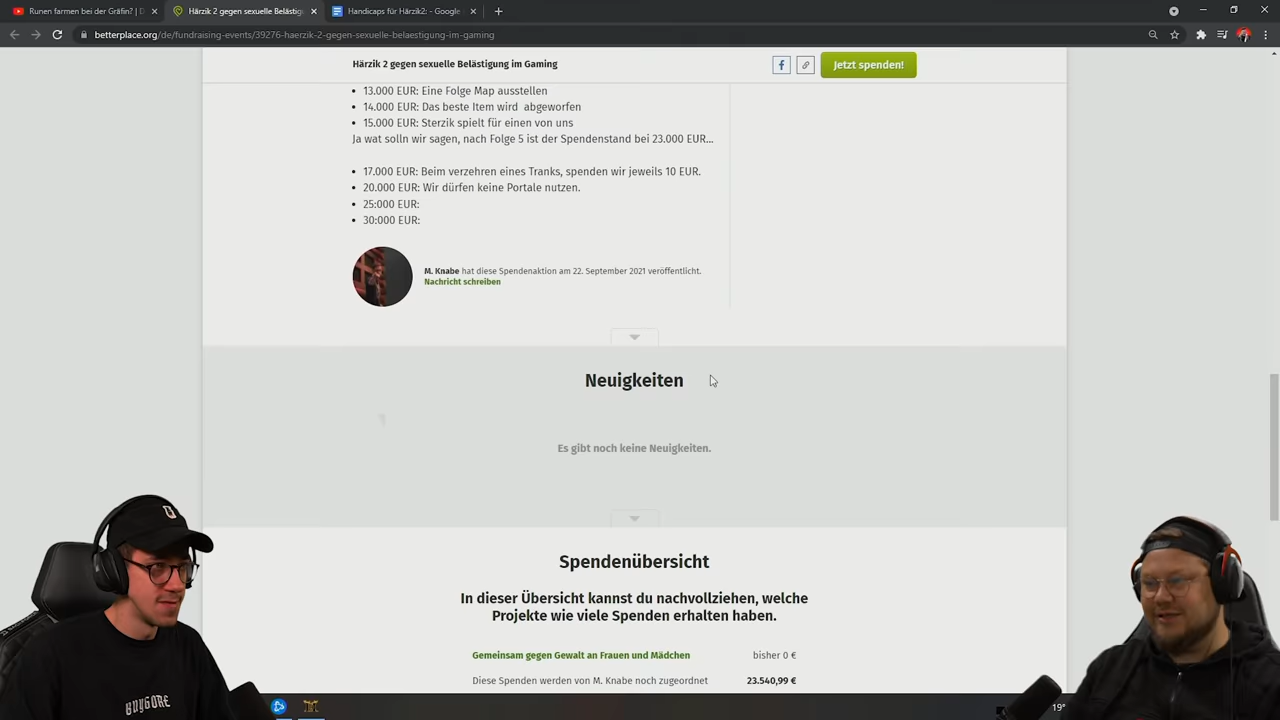 Runen farmen bei der Gräfin? | D
Härzik 2 gegen sexuelle Belästig
Handicaps für Härzik2: - Google
betterplace.org/de/fundraising-events/39276-haerzik-2-gegen-sexuelle-belaestigung-im-gaming
Härzik 2 gegen sexuelle Belästigung im Gaming
Jetzt spenden!
• 13.000 EUR: Eine Folge Map ausstellen
• 14.000 EUR: Das beste Item wird abgeworfen
• 15.000 EUR: Sterzik spielt für einen von uns
Ja wat solln wir sagen, nach Folge 5 ist der Spendenstand bei 23.000 EUR...
• 17.000 EUR: Beim verzehren eines Tranks, spenden wir jeweils 10 EUR.
• 20.000 EUR: Wir dürfen keine Portale nutzen.
• 25:000 EUR:
• 30:000 EUR:
M. Knabe hat diese Spendenaktion am 22. September 2021 veröffentlicht.
Nachricht schreiben
Neuigkeiten
Es gibt noch keine Neuigkeiten.
Spendenübersicht
In dieser Übersicht kannst du nachvollziehen, welche
Projekte wie viele Spenden erhalten haben.
Gemeinsam gegen Gewalt an Frauen und Mädchen bisher 0 €
Diese Spenden werden von M. Knabe noch zugeordnet 23.540,99 €
19°